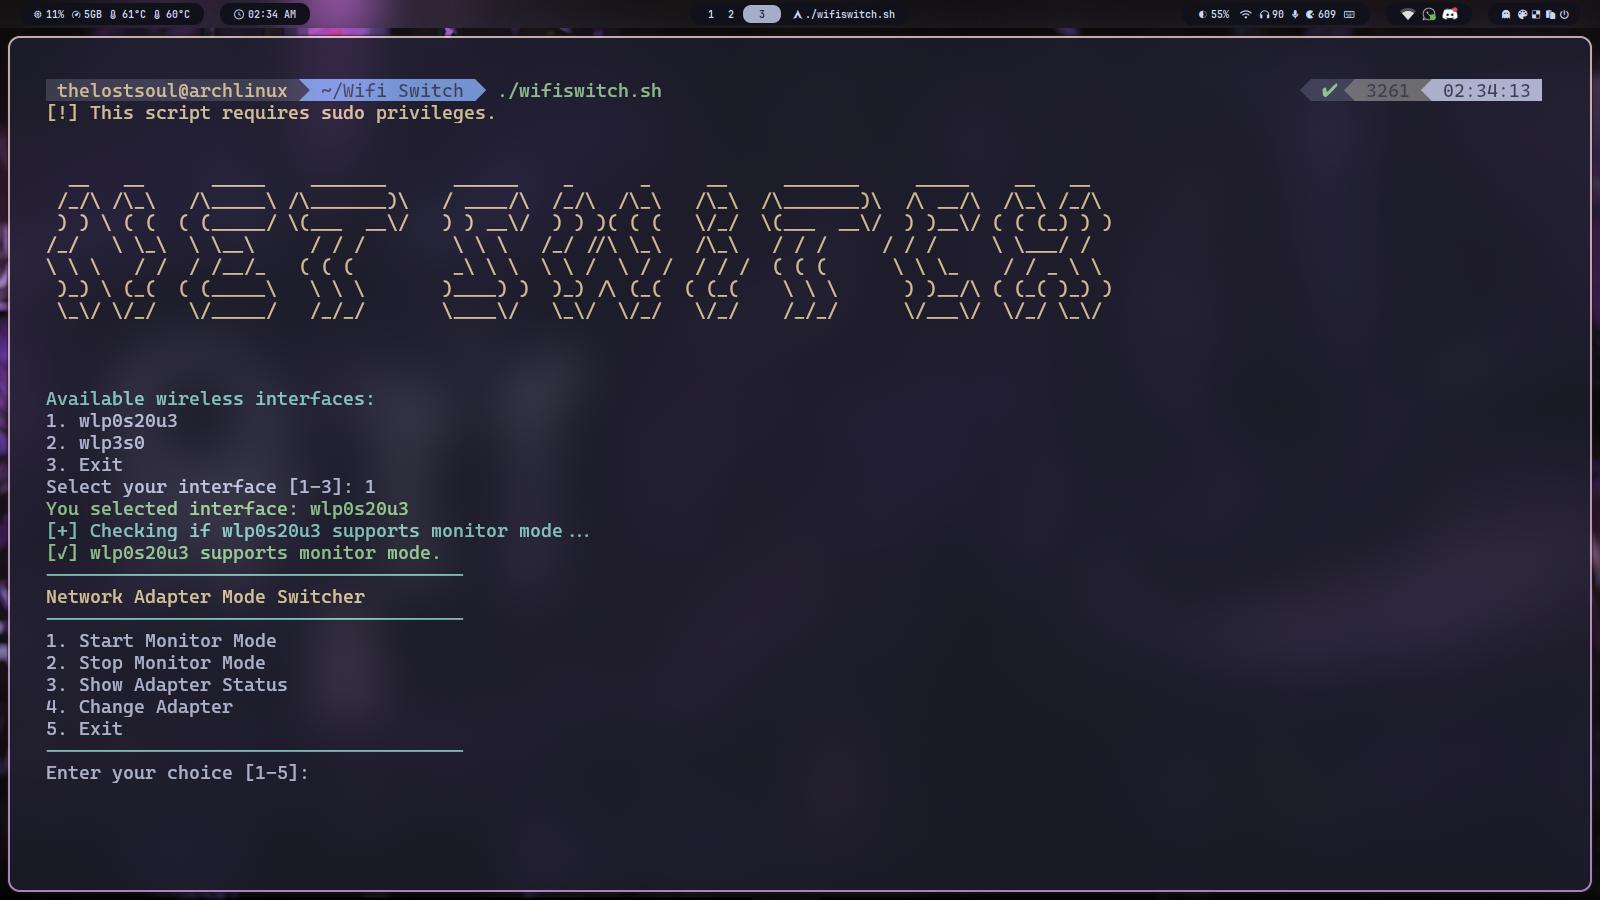 11% 5GB 61°C 60°C 02:34 AM 1 2 3 ./wifiswitch.sh 55% 90 609
thelostsoul@archlinux ~/Wifi Switch ./wifiswitch.sh ✔ 3261 02:34:13
[!] This script requires sudo privileges.
NET SWITCH
Available wireless interfaces:
1. wlp0s20u3
2. wlp3s0
3. Exit
Select your interface [1-3]: 1
You selected interface: wlp0s20u3
[+] Checking if wlp0s20u3 supports monitor mode...
[✓] wlp0s20u3 supports monitor mode.
Network Adapter Mode Switcher
1. Start Monitor Mode
2. Stop Monitor Mode
3. Show Adapter Status
4. Change Adapter
5. Exit
Enter your choice [1-5]: